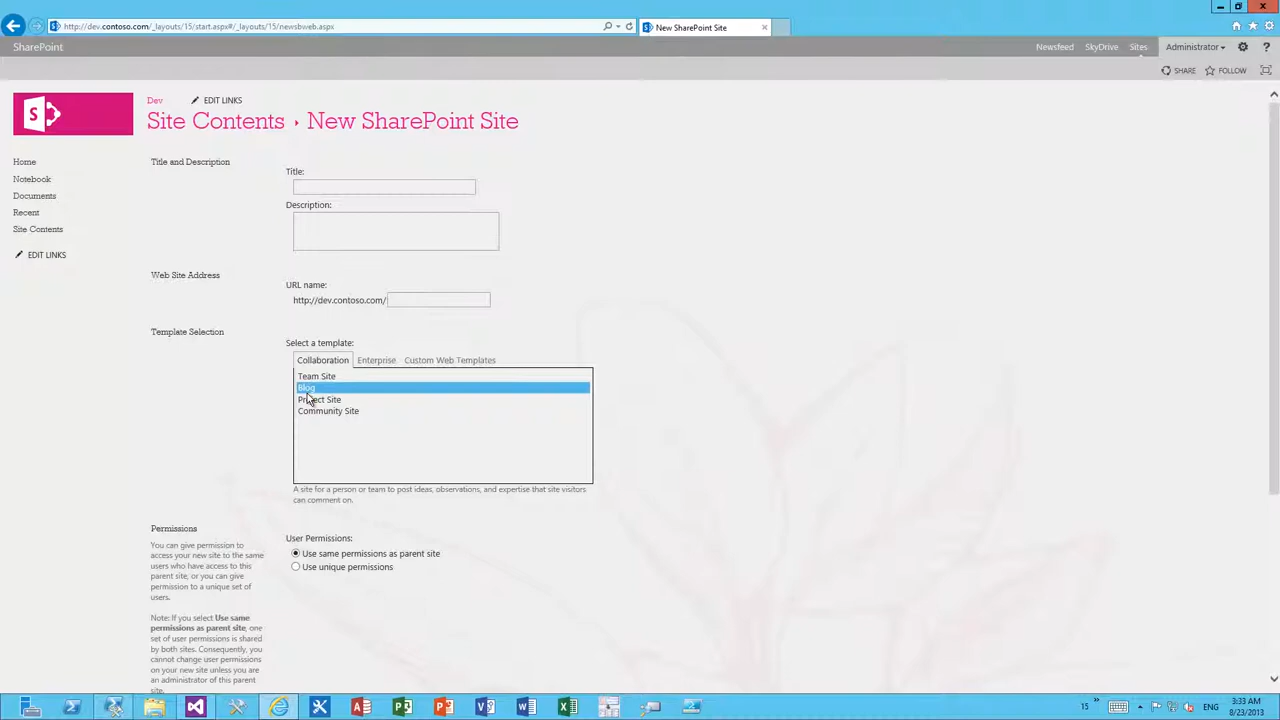 http://dev.contoso.com/_layouts/15/start.aspx#/_layouts/15/newsbweb.aspx
New SharePoint Site
SharePoint
Newsfeed SkyDrive Sites Administrator
SHARE FOLLOW
Dev EDIT LINKS
Site Contents New SharePoint Site
Home
Notebook
Documents
Recent
Site Contents
EDIT LINKS
Title and Description
Title:
Description:
Web Site Address
URL name:
http://dev.contoso.com/
Template Selection
Select a template:
Collaboration Enterprise Custom Web Templates
Team Site
Blog
Project Site
Community Site
A site for a person or team to post ideas, observations, and expertise that site visitors
can comment on.
Permissions
You can give permission to
access your new site to the same
users who have access to this
parent site, or you can give
permission to a unique set of
users.
Note: If you select Use same
permissions as parent site, one
set of user permissions is shared
by both sites. Consequently, you
cannot change user permissions
on your new site unless you are
an administrator of this parent
site.
User Permissions:
Use same permissions as parent site
Use unique permissions
15 ENG 3:33 AM
8/23/2013